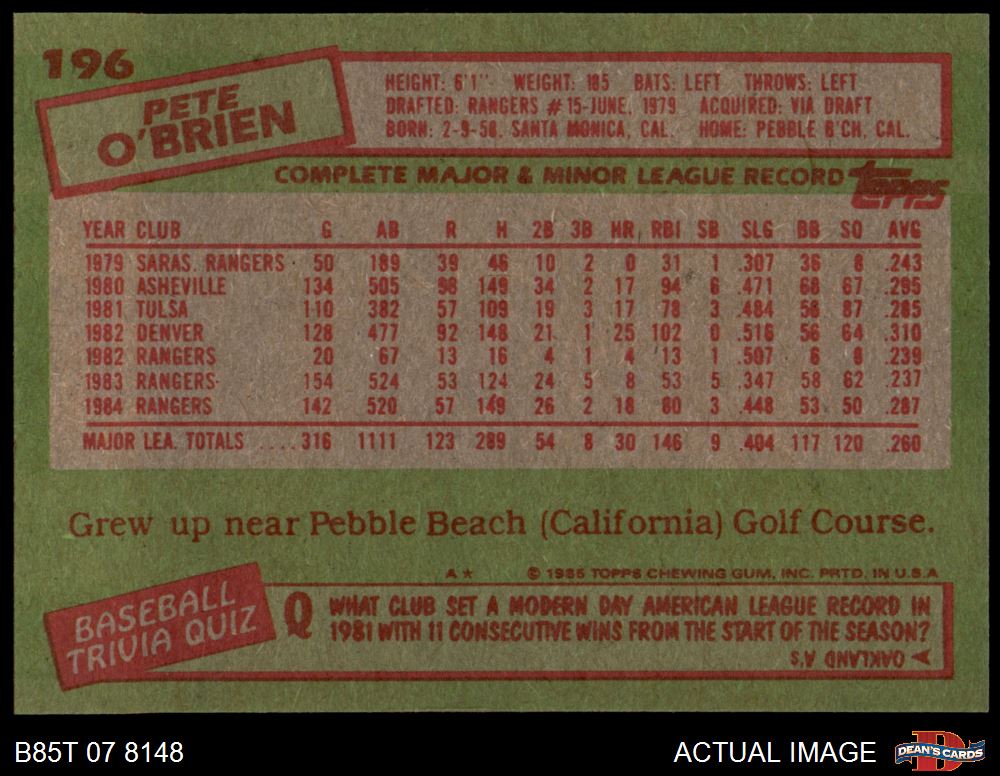 196
PETE
O'BRIEN
HEIGHT: 6'1" WEIGHT: 185 BATS: LEFT THROWS: LEFT
DRAFTED: RANGERS #15-JUNE, 1979 ACQUIRED: VIA DRAFT
BORN: 2-9-58, SANTA MONICA, CAL. HOME: PEBBLE B'CH, CAL.
COMPLETE MAJOR & MINOR LEAGUE RECORD topps
YEAR CLUB G AB R H 2B 3B HR RBI SB SLG BB SO AVG
1979 SARAS. RANGERS 50 189 39 46 10 2 0 31 1 .307 36 8 .243
1980 ASHEVILLE 134 505 98 149 34 2 17 94 6 .471 68 67 .295
1981 TULSA 110 382 57 109 19 3 17 78 3 .484 56 87 .285
1982 DENVER 128 477 92 148 21 1 25 102 0 .516 56 64 .310
1982 RANGERS 20 67 13 16 4 1 4 13 1 .507 6 8 .239
1983 RANGERS 154 524 53 124 24 5 8 53 5 .347 58 62 .237
1984 RANGERS 142 520 57 149 26 2 18 80 3 .448 53 50 .287
MAJOR LEA. TOTALS .... 316 1111 123 289 54 8 30 146 9 .404 117 120 .260
Grew up near Pebble Beach (California) Golf Course.
A* © 1985 TOPPS CHEWING GUM, INC. PRTD. IN U.S.A
BASEBALL
TRIVIA QUIZ
Q WHAT CLUB SET A MODERN DAY AMERICAN LEAGUE RECORD IN
1981 WITH 11 CONSECUTIVE WINS FROM THE START OF THE SEASON?
A OAKLAND A'S
B85T 07 8148
ACTUAL IMAGE
DEAN'S CARDS